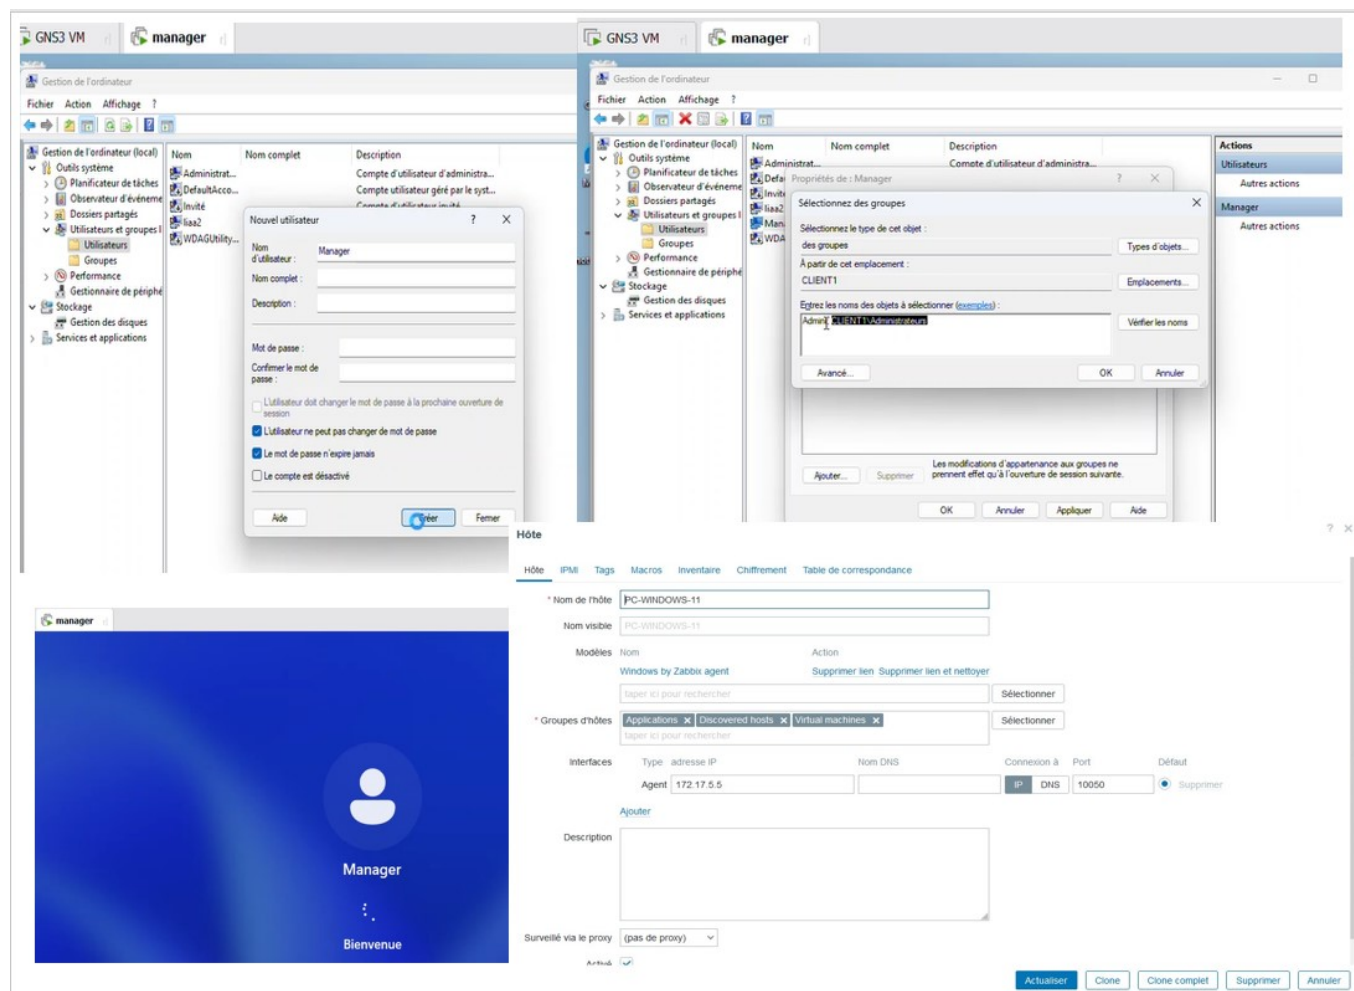 GNS3 VM
manager
Gestion de l'ordinateur
Fichier Action Affichage ?
Gestion de l'ordinateur (local)
Outils système
Planificateur de tâches
Observateur d'événeme
Dossiers partagés
Utilisateurs et groupes l
Utilisateurs
Groupes
Performance
Gestionnaire de périphé
Stockage
Gestion des disques
Services et applications
Nom Nom complet Description
Administrat... Compte d'utilisateur d'administra...
DefaultAcco... Compte utilisateur géré par le syst...
Invité Compte d'utilisateur invité
liaa2
WDAGUtility...
Nouvel utilisateur ? X
Nom
d'utilisateur : Manager
Nom complet :
Description :
Mot de passe :
Confirmer le mot de
passe :
L'utilisateur doit changer le mot de passe à la prochaine ouverture de
session
L'utilisateur ne peut pas changer de mot de passe
Le mot de passe n'expire jamais
Le compte est désactivé
Aide Créer Fermer
GNS3 VM
manager
Gestion de l'ordinateur
Fichier Action Affichage ?
Gestion de l'ordinateur (local)
Outils système
Planificateur de tâches
Observateur d'événeme
Dossiers partagés
Utilisateurs et groupes l
Utilisateurs
Groupes
Performance
Gestionnaire de périphé
Stockage
Gestion des disques
Services et applications
Nom Nom complet Description
Administrat... Compte d'utilisateur d'administra...
Defa
Invité
liaa2
Man
WDA
Actions
Utilisateurs
Autres actions
Manager
Autres actions
Propriétés de : Manager ? X
Sélectionnez des groupes X
Sélectionnez le type de cet objet :
des groupes Types d'objets...
À partir de cet emplacement :
CLIENT1 Emplacements...
Entrez les noms des objets à sélectionner (exemples) :
Admini CLIENT1\Administrateurs Vérifier les noms
Avancé... OK Annuler
Les modifications d'appartenance aux groupes ne
prennent effet qu'à l'ouverture de session suivante.
Ajouter... Supprimer
OK Annuler Appliquer Aide
manager
Manager
Bienvenue
Hôte ? X
Hôte IPMI Tags Macros Inventaire Chiffrement Table de correspondance
* Nom de l'hôte PC-WINDOWS-11
Nom visible PC-WINDOWS-11
Modèles Nom Action
Windows by Zabbix agent Supprimer lien Supprimer lien et nettoyer
taper ici pour rechercher Sélectionner
* Groupes d'hôtes Applications X Discovered hosts X Virtual machines X Sélectionner
taper ici pour rechercher
Interfaces Type adresse IP Nom DNS Connexion à Port Défaut
Agent 172.17.5.5 IP DNS 10050 Supprimer
Ajouter
Description
Surveillé via le proxy (pas de proxy)
Activé
Actualiser Clone Clone complet Supprimer Annuler